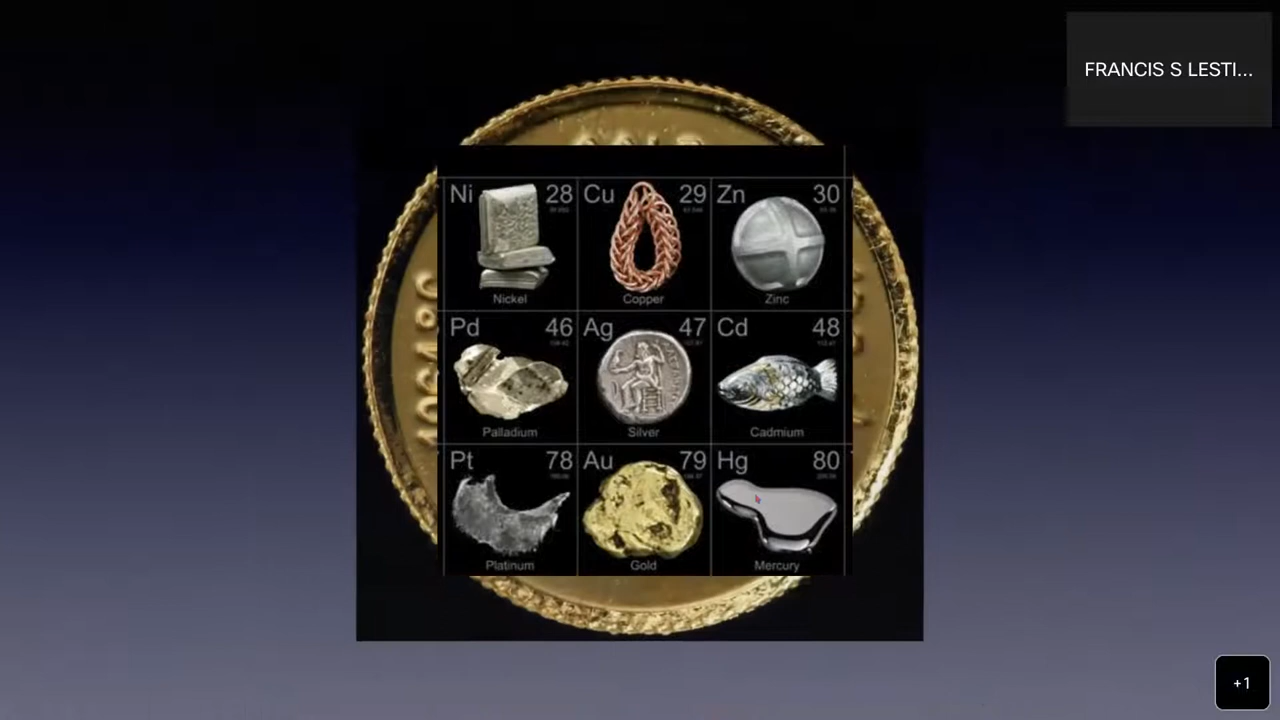 FRANCIS S LESTI...
Ni 28 Cu 29 Zn 30
Nickel Copper Zinc
Pd 46 Ag 47 Cd 48
Palladium Silver Cadmium
Pt 78 Au 79 Hg 80
Platinum Gold Mercury
+1